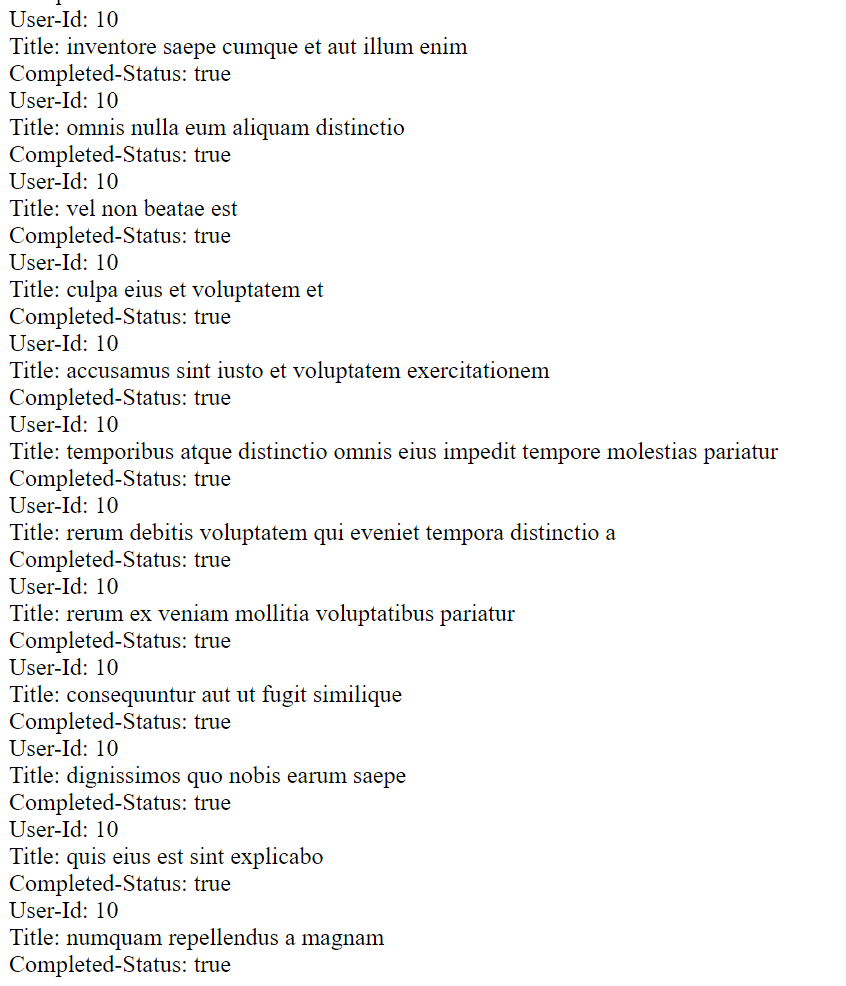 User-Id: 10
Title: inventore saepe cumque et aut illum enim
Completed-Status: true
User-Id: 10
Title: omnis nulla eum aliquam distinctio
Completed-Status: true
User-Id: 10
Title: vel non beatae est
Completed-Status: true
User-Id: 10
Title: culpa eius et voluptatem et
Completed-Status: true
User-Id: 10
Title: accusamus sint iusto et voluptatem exercitationem
Completed-Status: true
User-Id: 10
Title: temporibus atque distinctio omnis eius impedit tempore molestias pariatur
Completed-Status: true
User-Id: 10
Title: rerum debitis voluptatem qui eveniet tempora distinctio a
Completed-Status: true
User-Id: 10
Title: rerum ex veniam mollitia voluptatibus pariatur
Completed-Status: true
User-Id: 10
Title: consequuntur aut ut fugit similique
Completed-Status: true
User-Id: 10
Title: dignissimos quo nobis earum saepe
Completed-Status: true
User-Id: 10
Title: quis eius est sint explicabo
Completed-Status: true
User-Id: 10
Title: numquam repellendus a magnam
Completed-Status: true